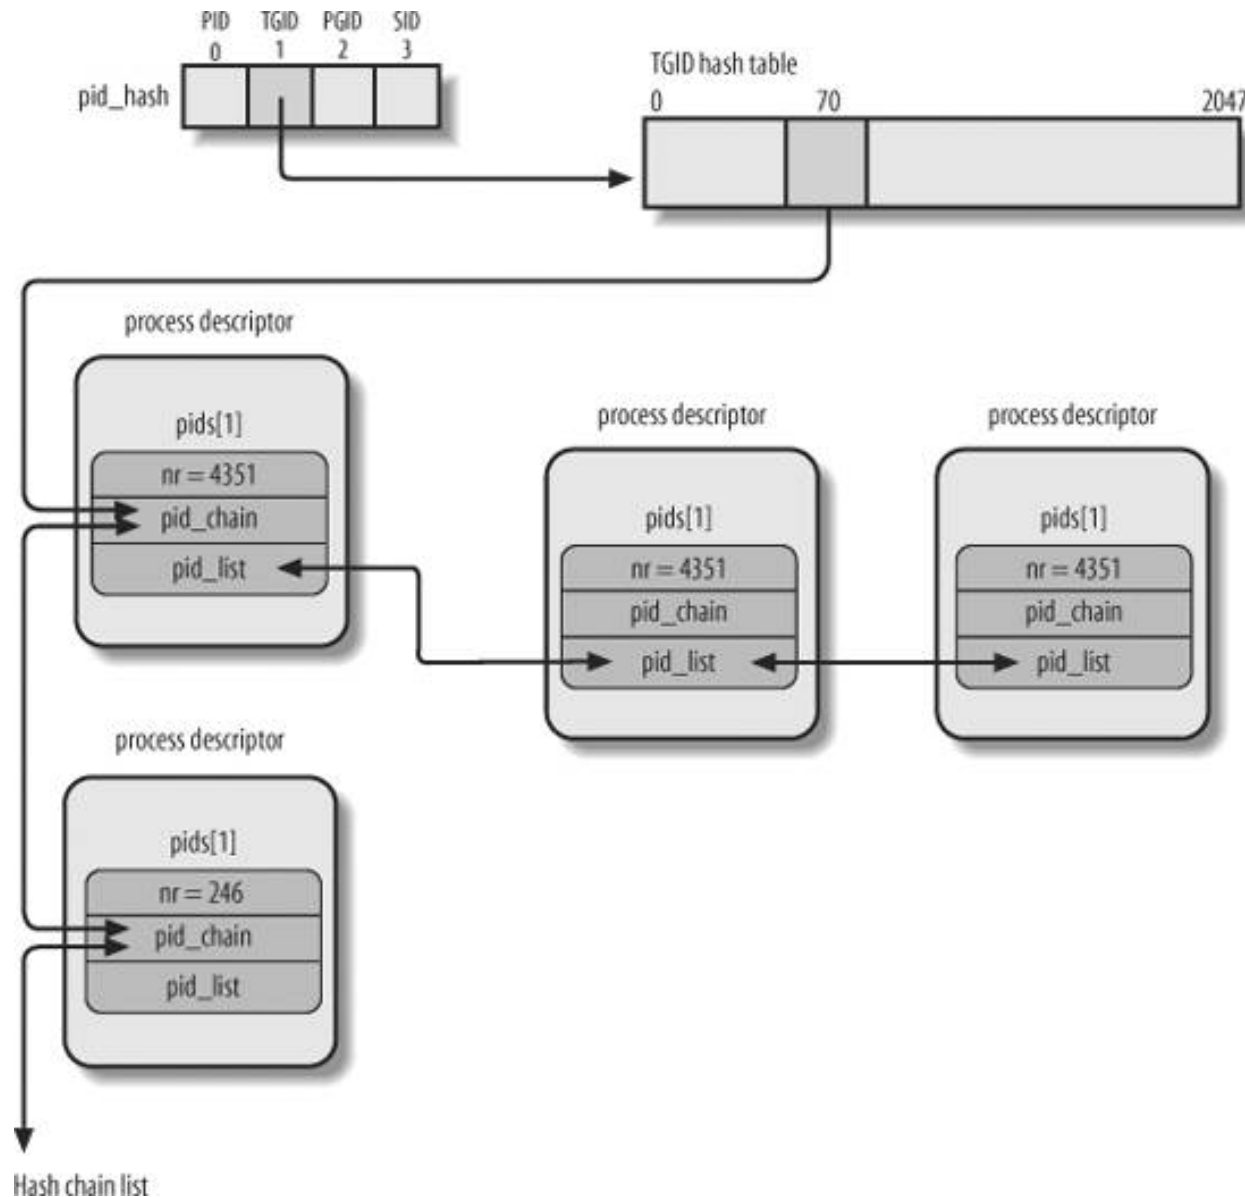 PID TGID PGID SID
0 1 2 3
pid_hash
TGID hash table
0 70 2047
process descriptor
pids[1]
nr = 4351
pid_chain
pid_list
process descriptor
pids[1]
nr = 4351
pid_chain
pid_list
process descriptor
pids[1]
nr = 4351
pid_chain
pid_list
process descriptor
pids[1]
nr = 246
pid_chain
pid_list
Hash chain list